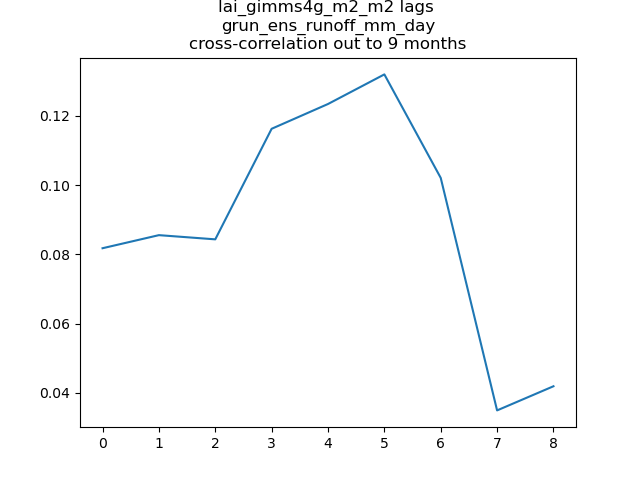 lai_gimms4g_m2_m2 lags
grun_ens_runoff_mm_day
cross-correlation out to 9 months
0.12
0.10
0.08
0.06
0.04
0 1 2 3 4 5 6 7 8